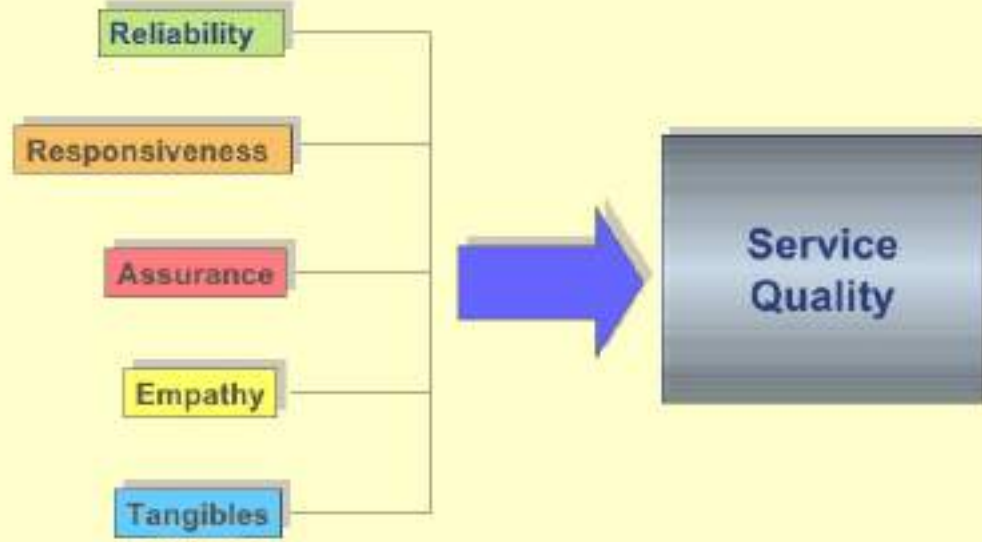 Reliability
Responsiveness
Assurance
Empathy
Tangibles
Service
Quality